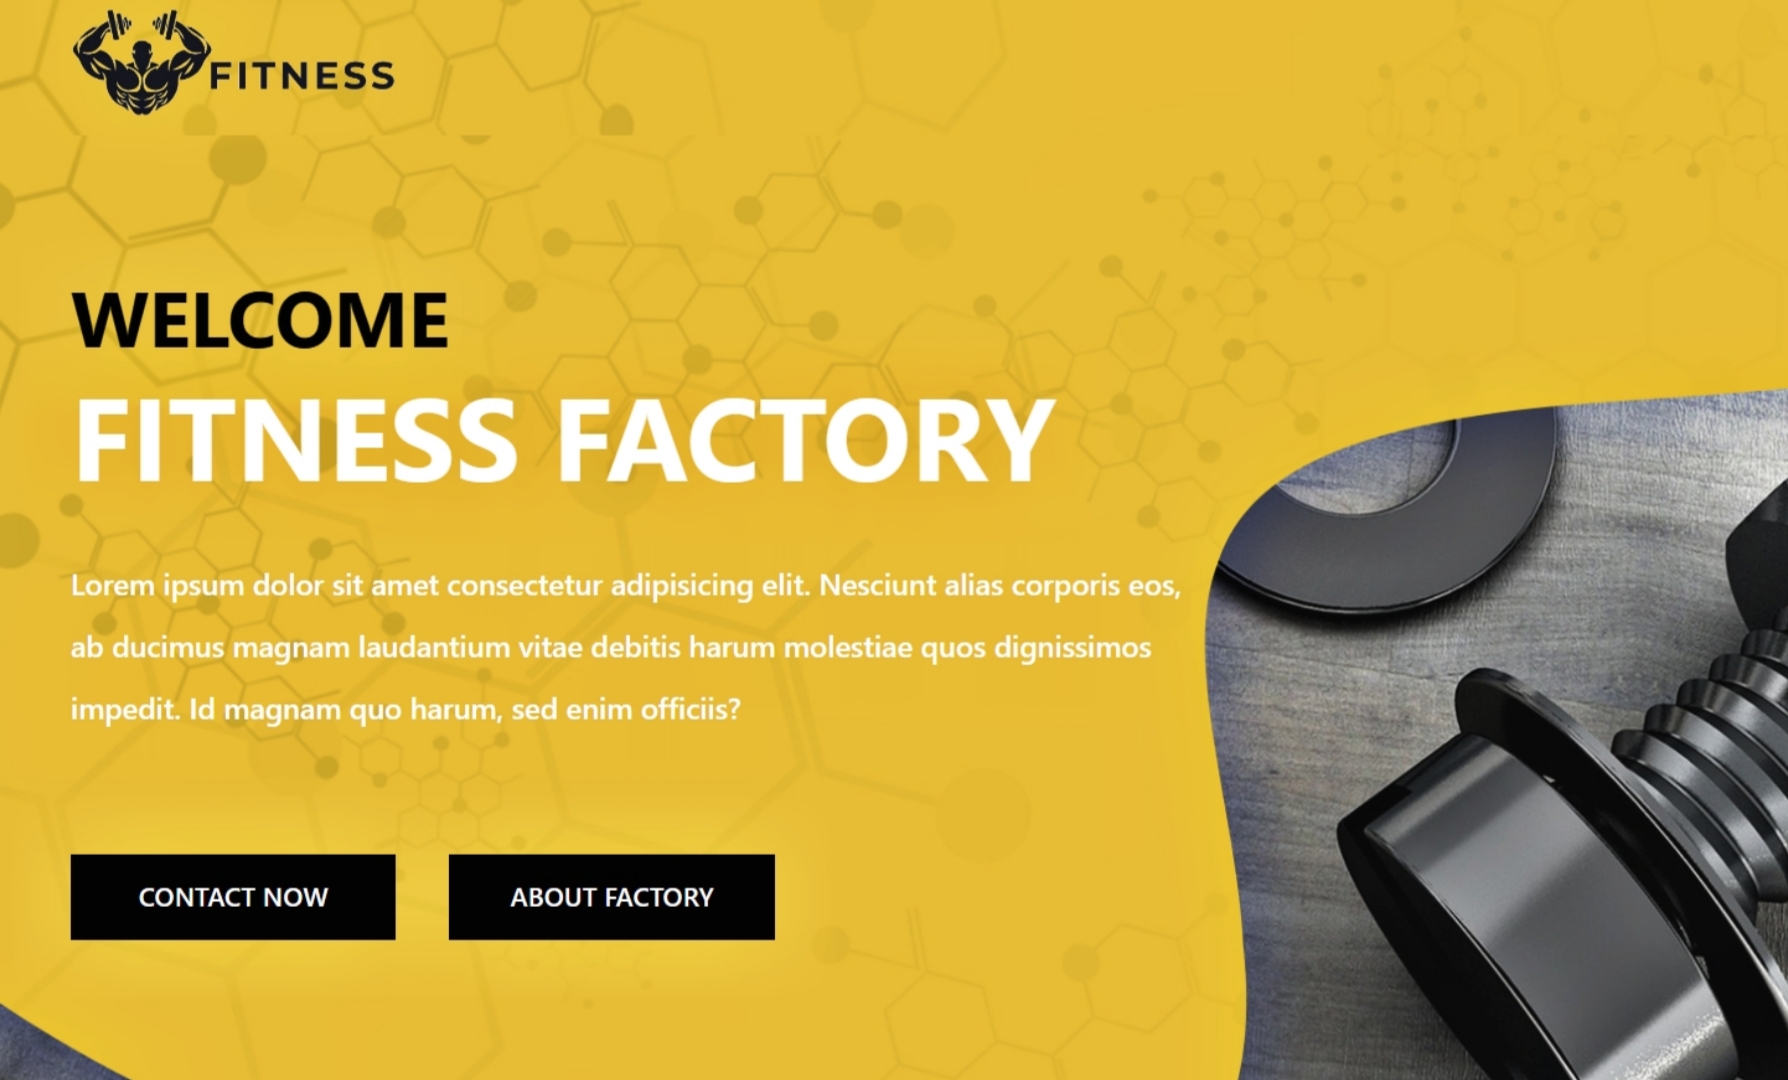 FITNESS
WELCOME
FITNESS FACTORY
Lorem ipsum dolor sit amet consectetur adipisicing elit. Nesciunt alias corporis eos,
ab ducimus magnam laudantium vitae debitis harum molestiae quos dignissimos
impedit. Id magnam quo harum, sed enim officiis?
CONTACT NOW
ABOUT FACTORY